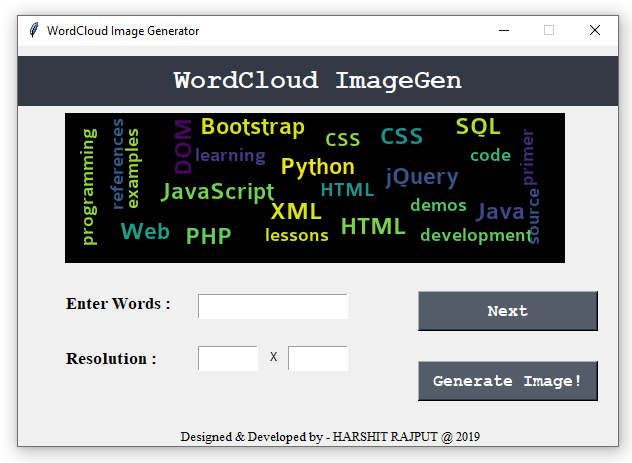 WordCloud Image Generator
WordCloud ImageGen
programming
references
examples
DOM
Bootstrap
learning
css
CSS
SQL
code
primer
Python
JavaScript
HTML
jQuery
XML
demos
Java
source
Web
PHP
lessons
HTML
development
Enter Words :
Next
Resolution :
X
Generate Image!
Designed & Developed by - HARSHIT RAJPUT @ 2019